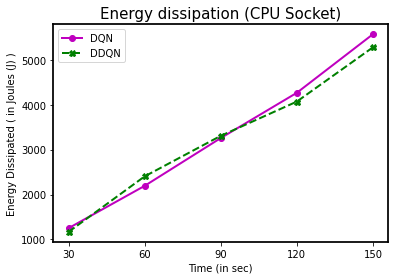 Energy dissipation (CPU Socket)
DQN
DDQN
Energy Dissipated ( in Joules (J) )
5000
4000
3000
2000
1000
30 60 90 120 150
Time (in sec)